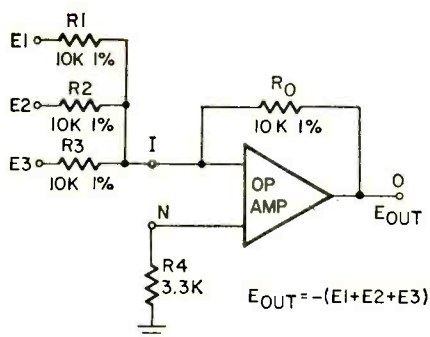 R1
E1
10K 1%
R2
E2
10K 1%
R3
E3
10K 1%
I
RO
10K 1%
OP
AMP
O
EOUT
N
R4
3.3K
EOUT=-(E1+E2+E3)